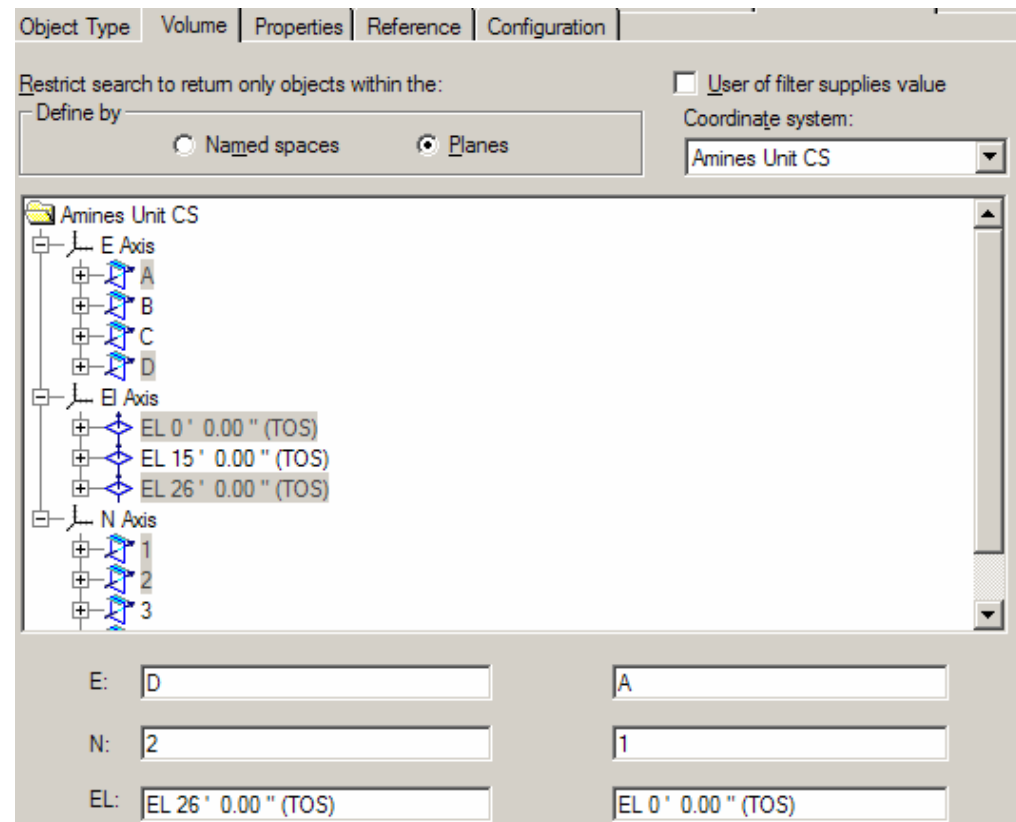 Object Type Volume Properties Reference Configuration
Restrict search to return only objects within the:
User of filter supplies value
Define by
Named spaces Planes
Coordinate system:
Amines Unit CS
Amines Unit CS
E Axis
A
B
C
D
El Axis
EL 0 ' 0.00 " (TOS)
EL 15 ' 0.00 " (TOS)
EL 26 ' 0.00 " (TOS)
N Axis
1
2
3
E: D A
N: 2 1
EL: EL 26 ' 0.00 " (TOS) EL 0 ' 0.00 " (TOS)